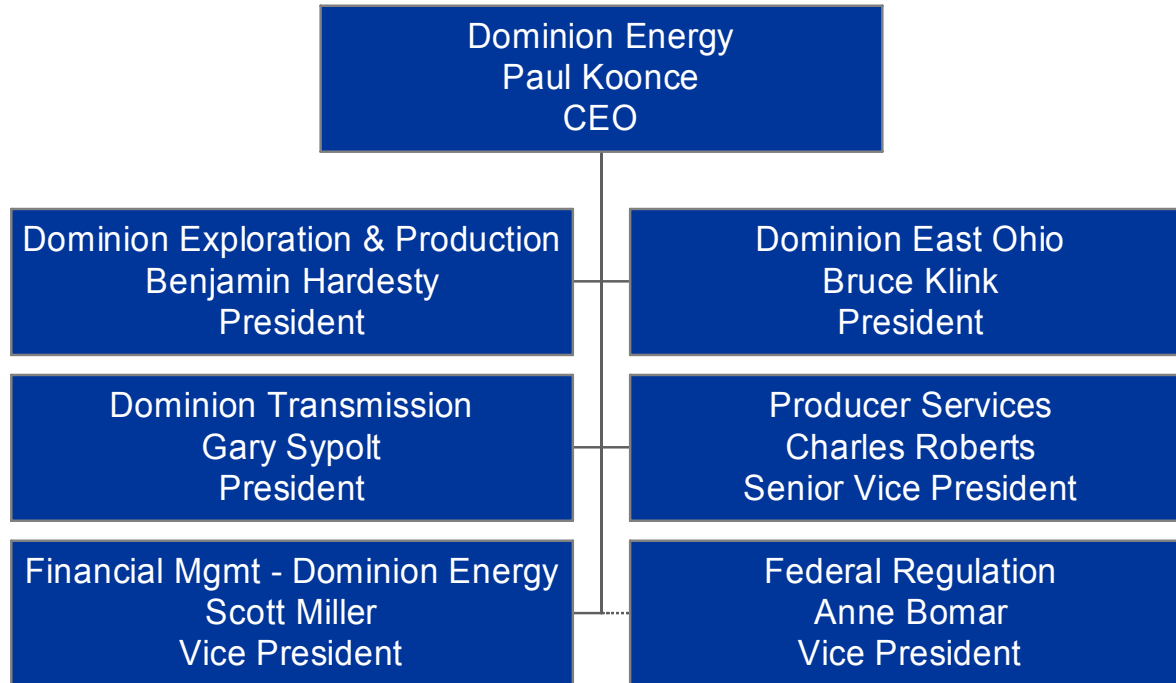 Dominion Energy
Paul Koonce
CEO
Dominion Exploration & Production
Benjamin Hardesty
President
Dominion East Ohio
Bruce Klink
President
Dominion Transmission
Gary Sypolt
President
Producer Services
Charles Roberts
Senior Vice President
Financial Mgmt - Dominion Energy
Scott Miller
Vice President
Federal Regulation
Anne Bomar
Vice President